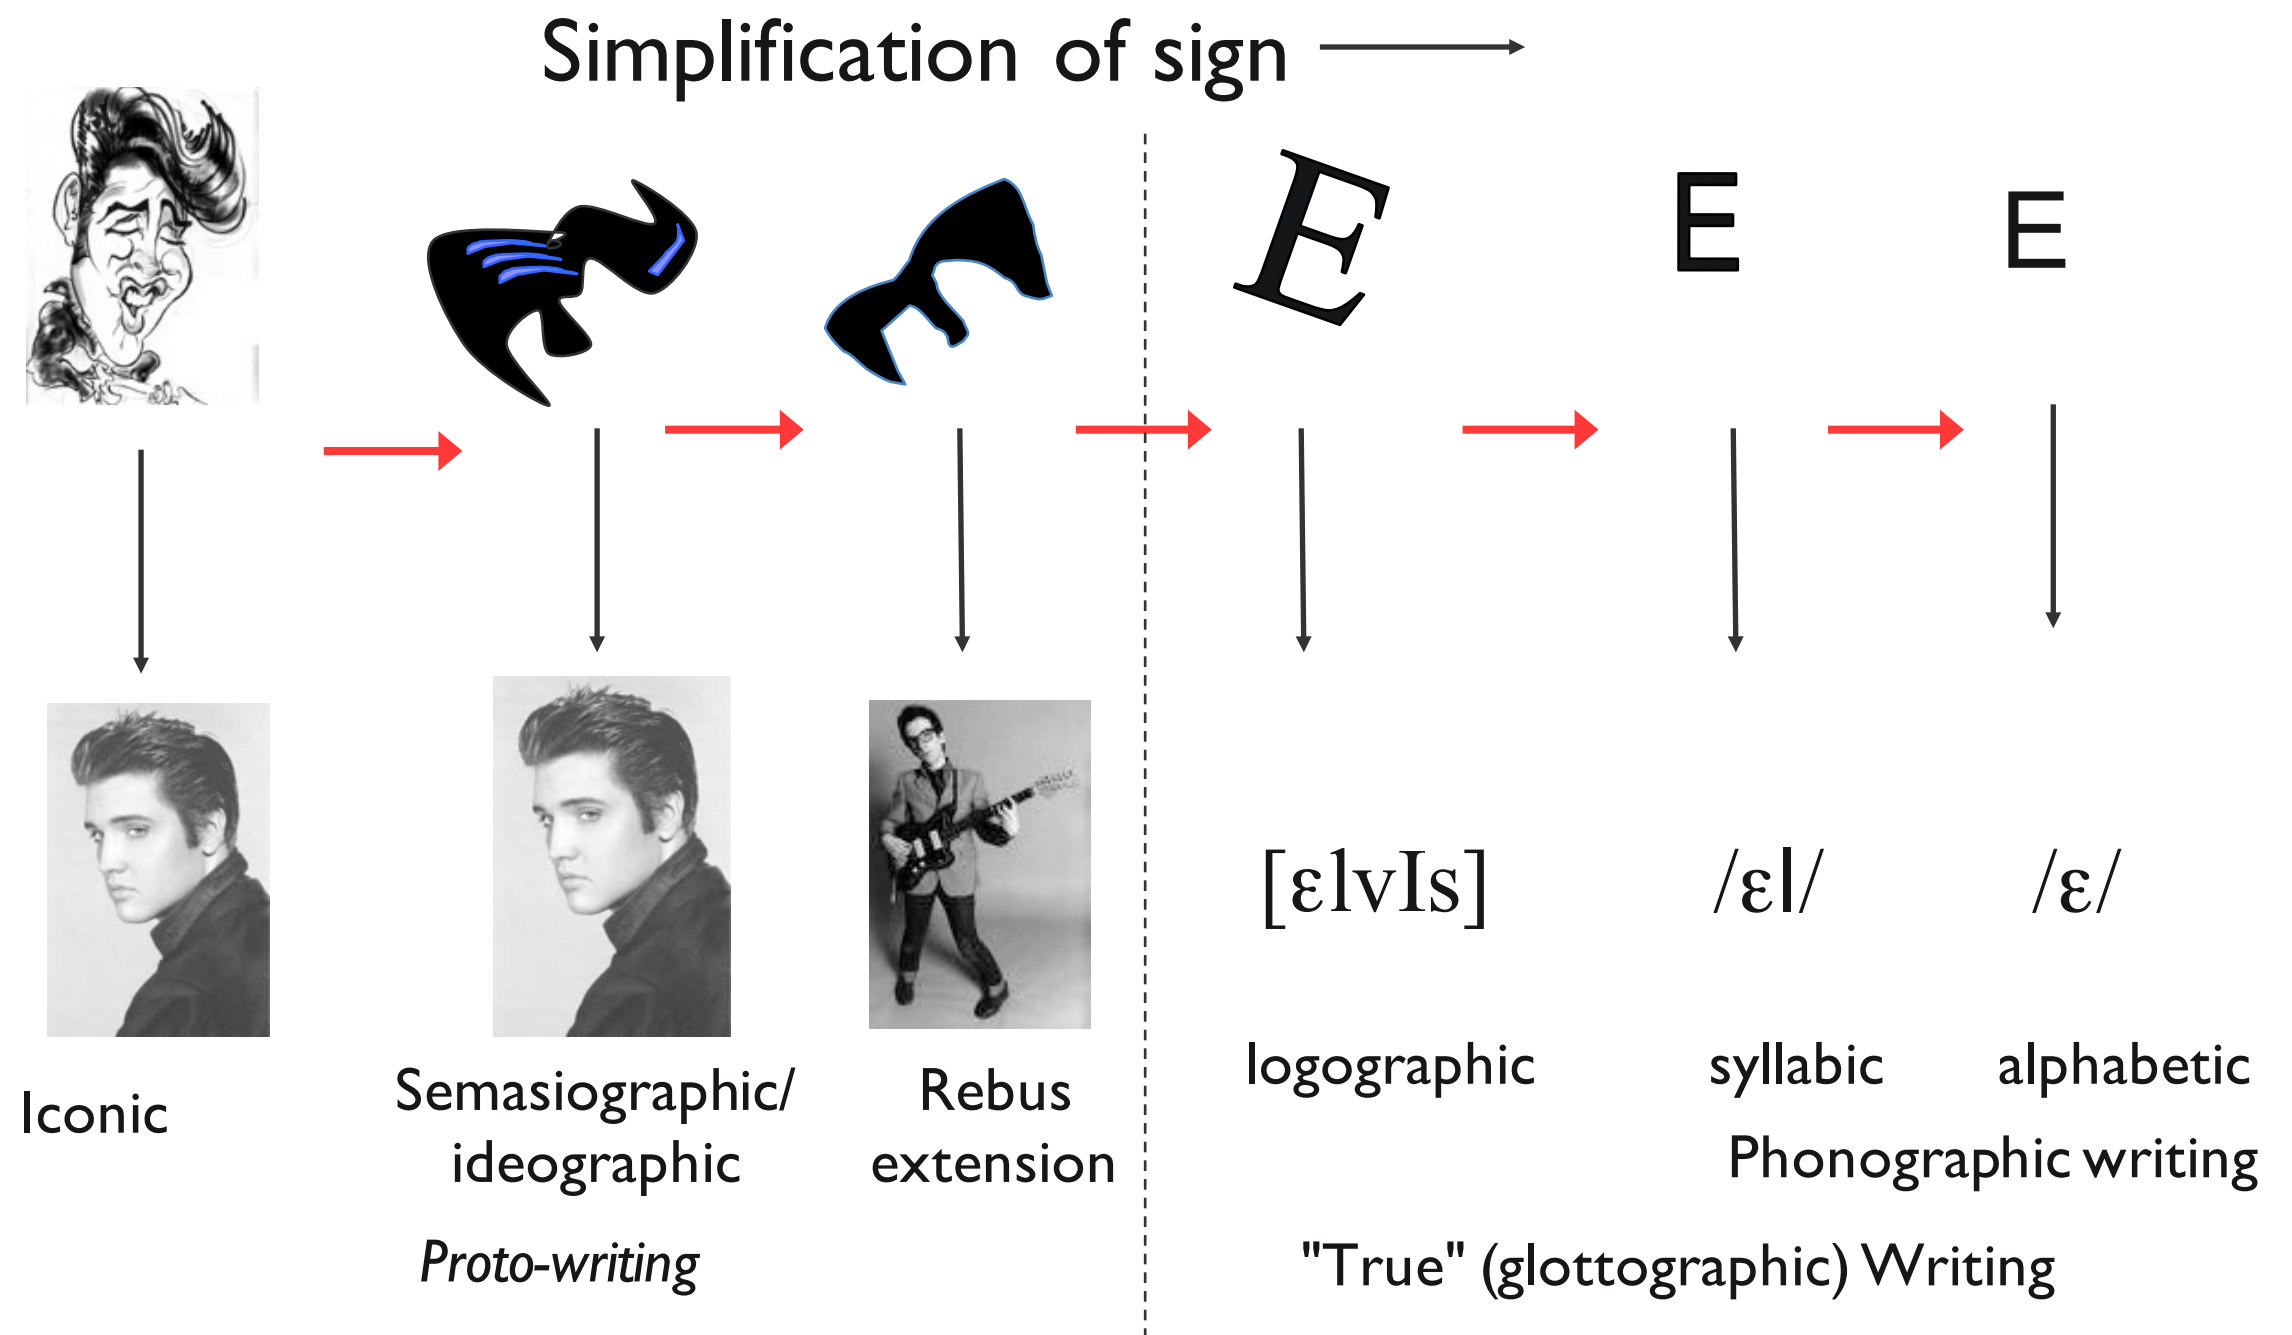 Simplification of sign
E
E
E
[ɛlvIs]
/ɛl/
/ɛ/
Iconic
Semasiographic/
ideographic
Rebus
extension
logographic
syllabic
alphabetic
Phonographic writing
Proto-writing
"True" (glottographic) Writing